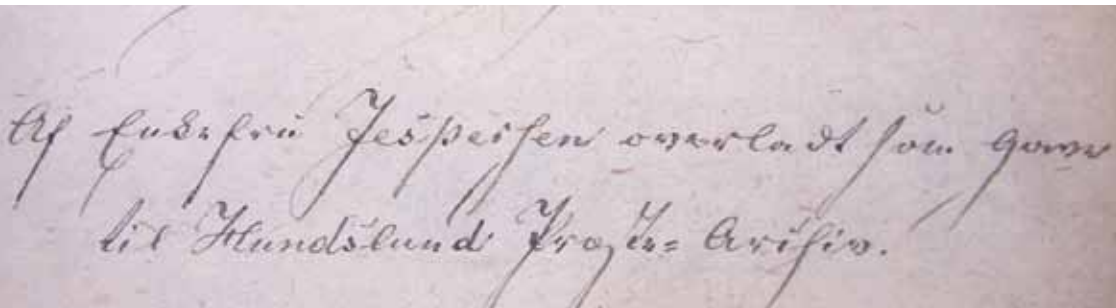 Af Enkefru Jespersen overladt som Gave
til Hundslund Præste-Archiv.